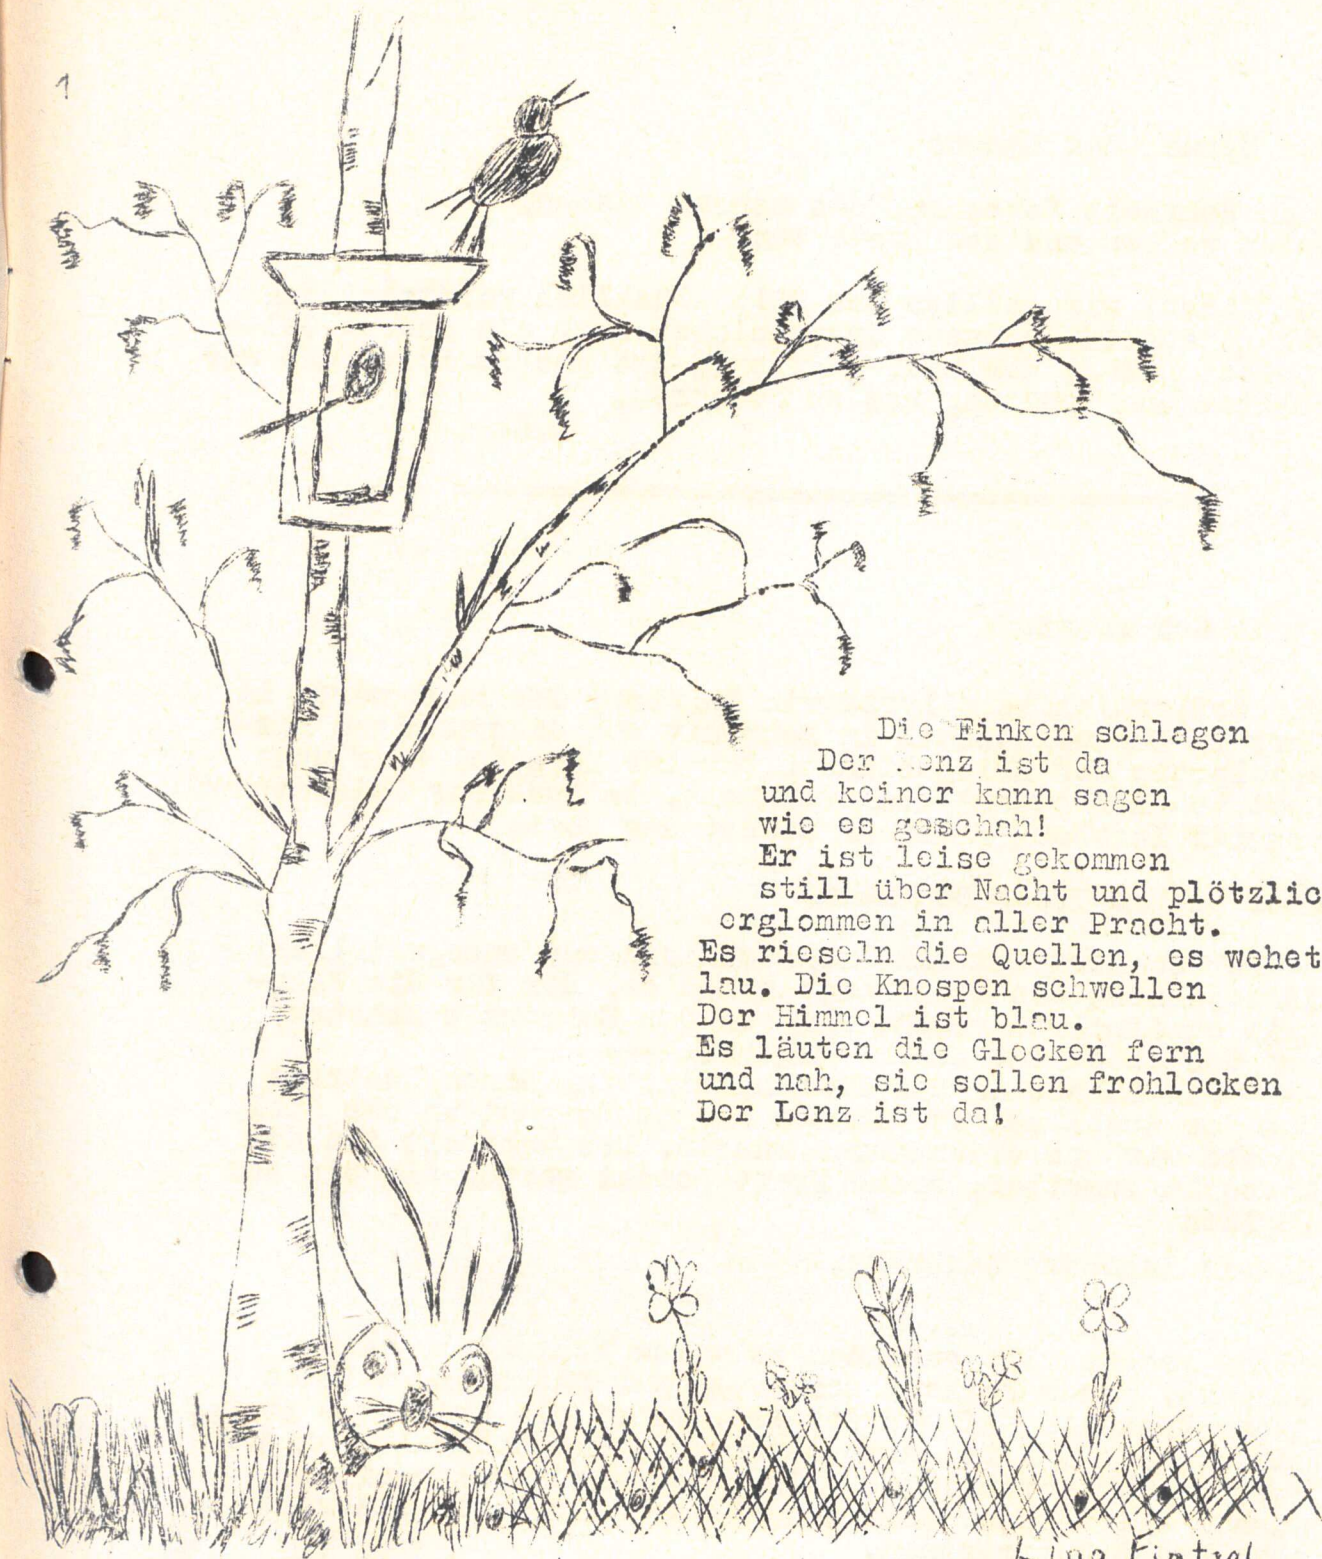 1
Die Finken schlagen
Der Lenz ist da
und keiner kann sagen
wie es geschah!
Er ist leise gekommen
still über Nacht und plötzlic
erglommen in aller Pracht.
Es rieseln die Quellen, es wehet
lau. Die Knospen schwellen
Der Himmel ist blau.
Es läuten die Glocken fern
und nah, sie sollen frohlocken
Der Lenz ist da!